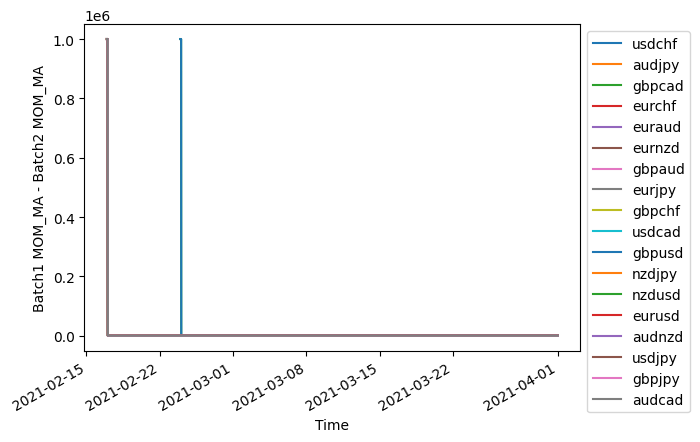 1e6
1.0
0.8
0.6
0.4
0.2
0.0
Batch1 MOM_MA - Batch2 MOM_MA
2021-02-15
2021-02-22
2021-03-01
2021-03-08
2021-03-15
2021-03-22
2021-04-01
Time
usdchf
audjpy
gbpcad
eurchf
euraud
eurnzd
gbpaud
eurjpy
gbpchf
usdcad
gbpusd
nzdjpy
nzdusd
eurusd
audnzd
usdjpy
gbpjpy
audcad